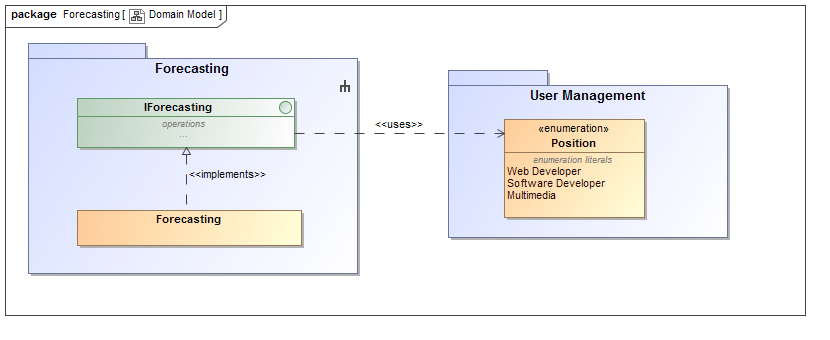 package Forecasting [ Domain Model ]
Forecasting
IForecasting
operations
...
<<implements>>
Forecasting
<<uses>>
User Management
«enumeration»
Position
enumeration literals
Web Developer
Software Developer
Multimedia